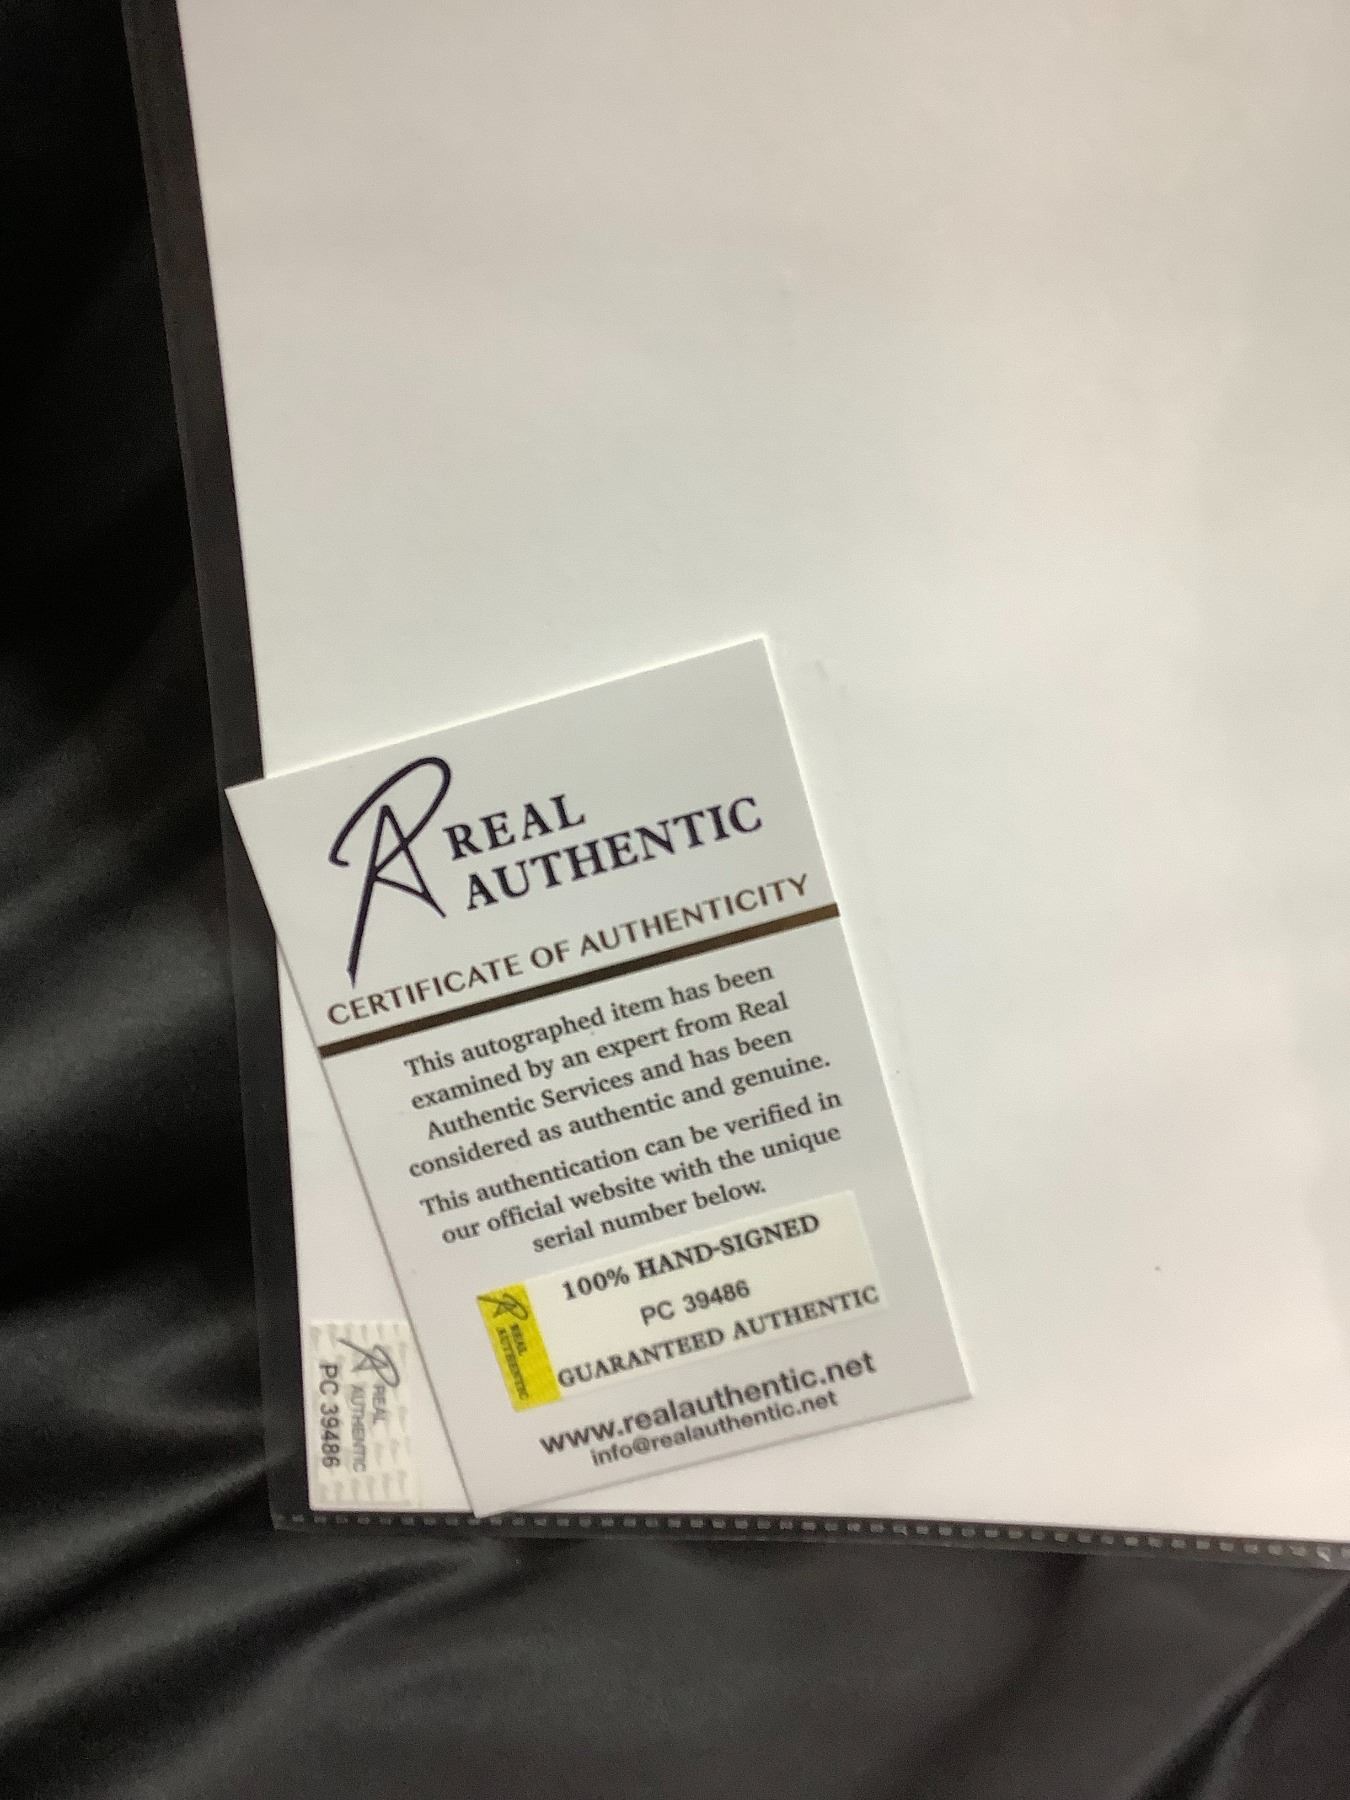 REAL
AUTHENTIC
CERTIFICATE OF AUTHENTICITY
This autographed item has been
examined by an expert from Real
Authentic Services and has been
considered as authentic and genuine.
This authentication can be verified in
our official website with the unique
serial number below.
REAL
AUTHENTIC
100% HAND-SIGNED
PC 39486
GUARANTEED AUTHENTIC
www.realauthentic.net
info@realauthentic.net
REAL
AUTHENTIC
PC 39486